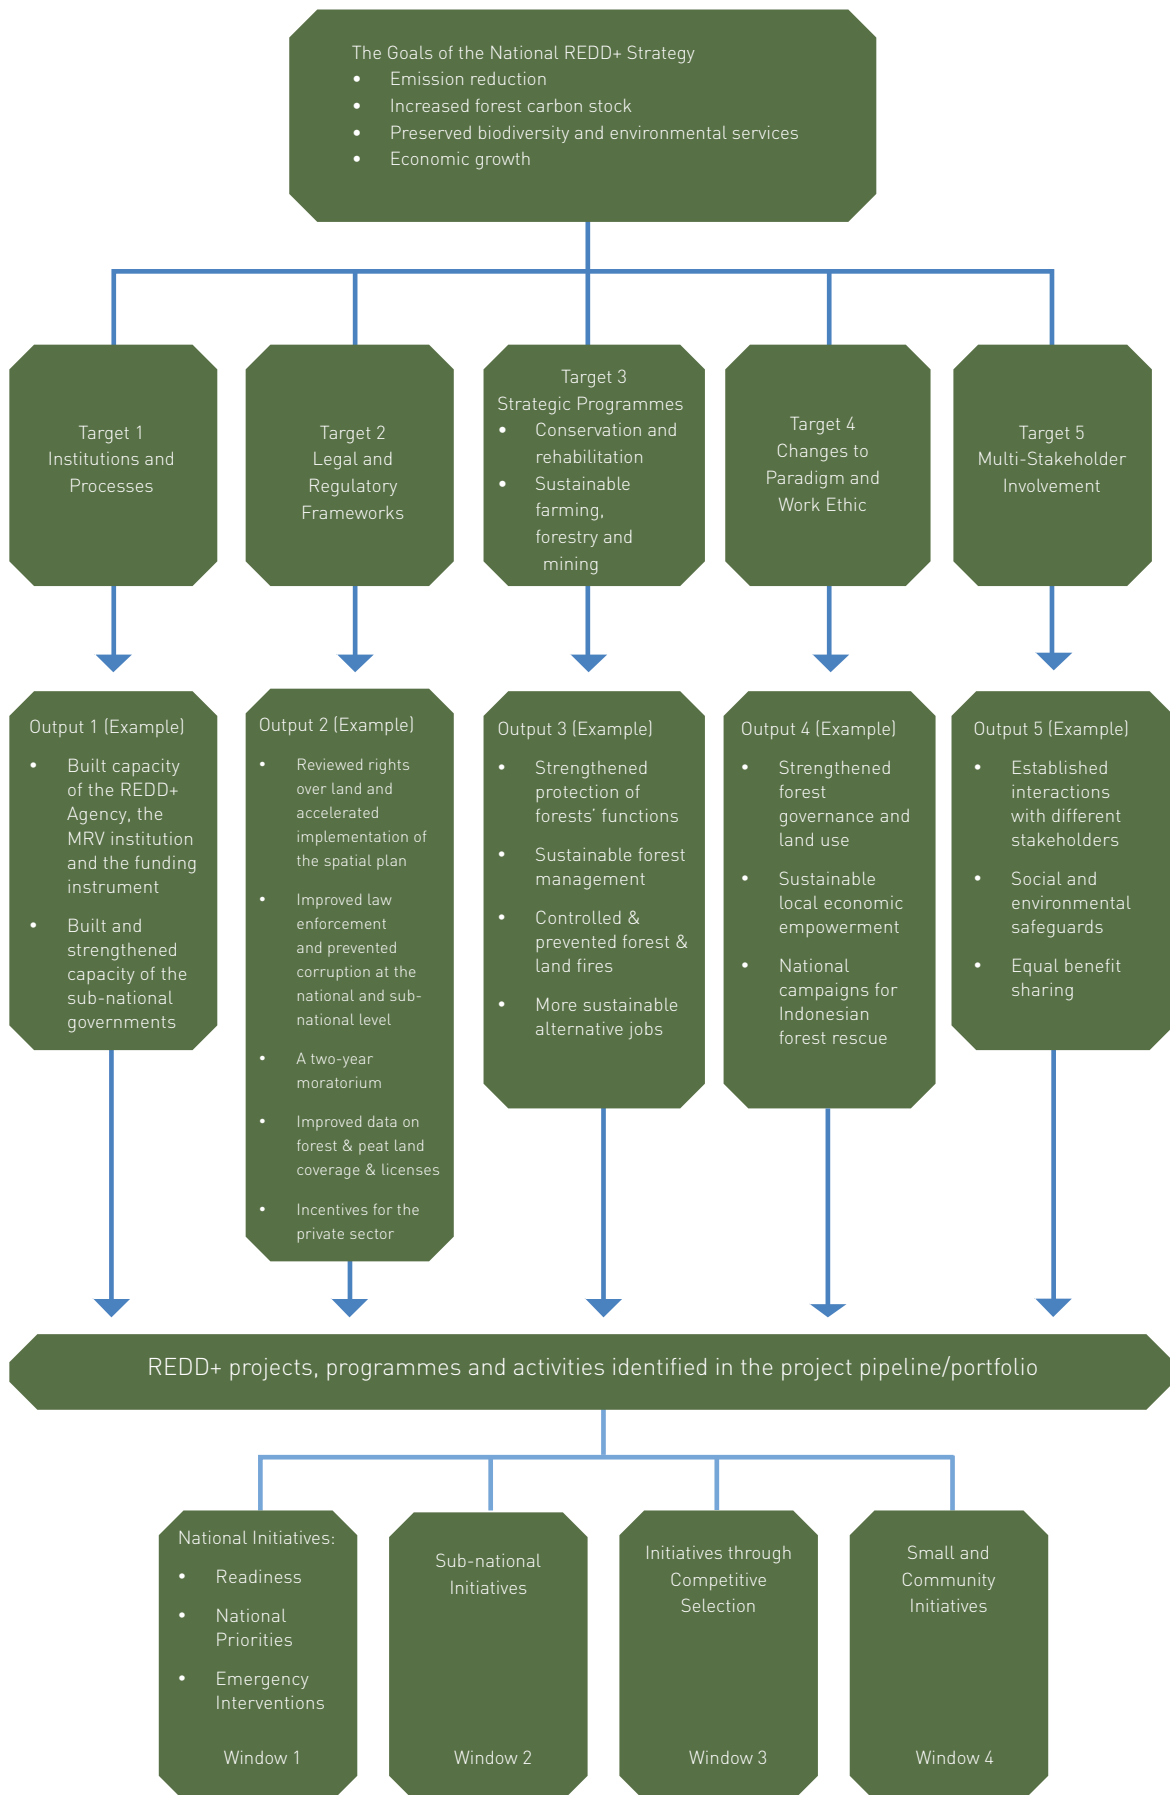 The Goals of the National REDD+ Strategy
• Emission reduction
• Increased forest carbon stock
• Preserved biodiversity and environmental services
• Economic growth
Target 1
Institutions and
Processes
Target 2
Legal and
Regulatory
Frameworks
Target 3
Strategic Programmes
• Conservation and
rehabilitation
• Sustainable
farming,
forestry and
mining
Target 4
Changes to
Paradigm and
Work Ethic
Target 5
Multi-Stakeholder
Involvement
Output 1 (Example)
• Built capacity
of the REDD+
Agency, the
MRV institution
and the funding
instrument
• Built and
strengthened
capacity of the
sub-national
governments
Output 2 (Example)
• Reviewed rights
over land and
accelerated
implementation of
the spatial plan
• Improved law
enforcement
and prevented
corruption at the
national and sub-
national level
• A two-year
moratorium
• Improved data on
forest & peat land
coverage & licenses
• Incentives for the
private sector
Output 3 (Example)
• Strengthened
protection of
forests’ functions
• Sustainable forest
management
• Controlled &
prevented forest &
land fires
• More sustainable
alternative jobs
Output 4 (Example)
• Strengthened
forest
governance and
land use
• Sustainable
local economic
empowerment
• National
campaigns for
Indonesian
forest rescue
Output 5 (Example)
• Established
interactions
with different
stakeholders
• Social and
environmental
safeguards
• Equal benefit
sharing
REDD+ projects, programmes and activities identified in the project pipeline/portfolio
National Initiatives:
• Readiness
• National
Priorities
• Emergency
Interventions
Window 1
Sub-national
Initiatives
Window 2
Initiatives through
Competitive
Selection
Window 3
Small and
Community
Initiatives
Window 4